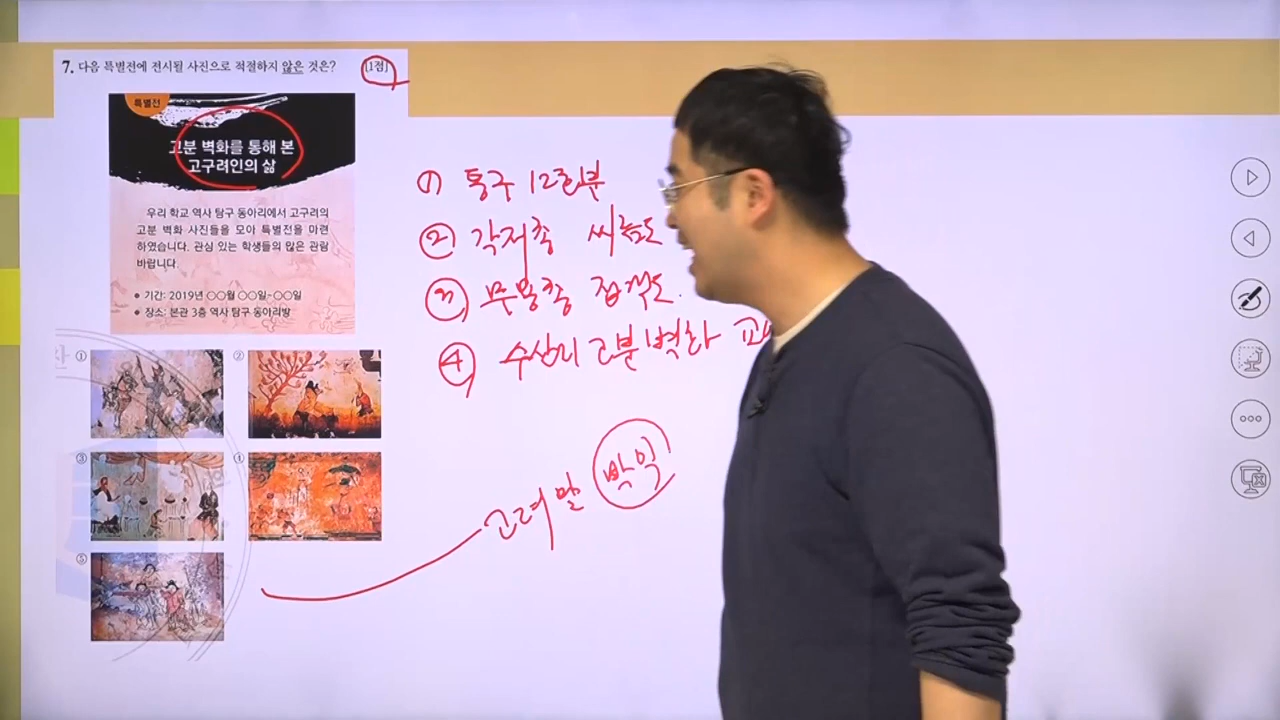 7. 다음 특별전에 전시될 사진으로 적절하지 않은 것은? [1점]
특별전
고분 벽화를 통해 본
고구려인의 삶
우리 학교 역사 탐구 동아리에서 고구려의
고분 벽화 사진들을 모아 특별전을 마련
하였습니다. 관심 있는 학생들의 많은 관람
바랍니다.
● 기간: 2019년 ○○월 ○○일~○○일
● 장소: 본관 3층 역사 탐구 동아리방
①
②
③
④
⑤
① 통구 12호분
② 각저총 씨름도
③ 무용총 접객도.
④ 수산리 고분벽화
고려 말 박익